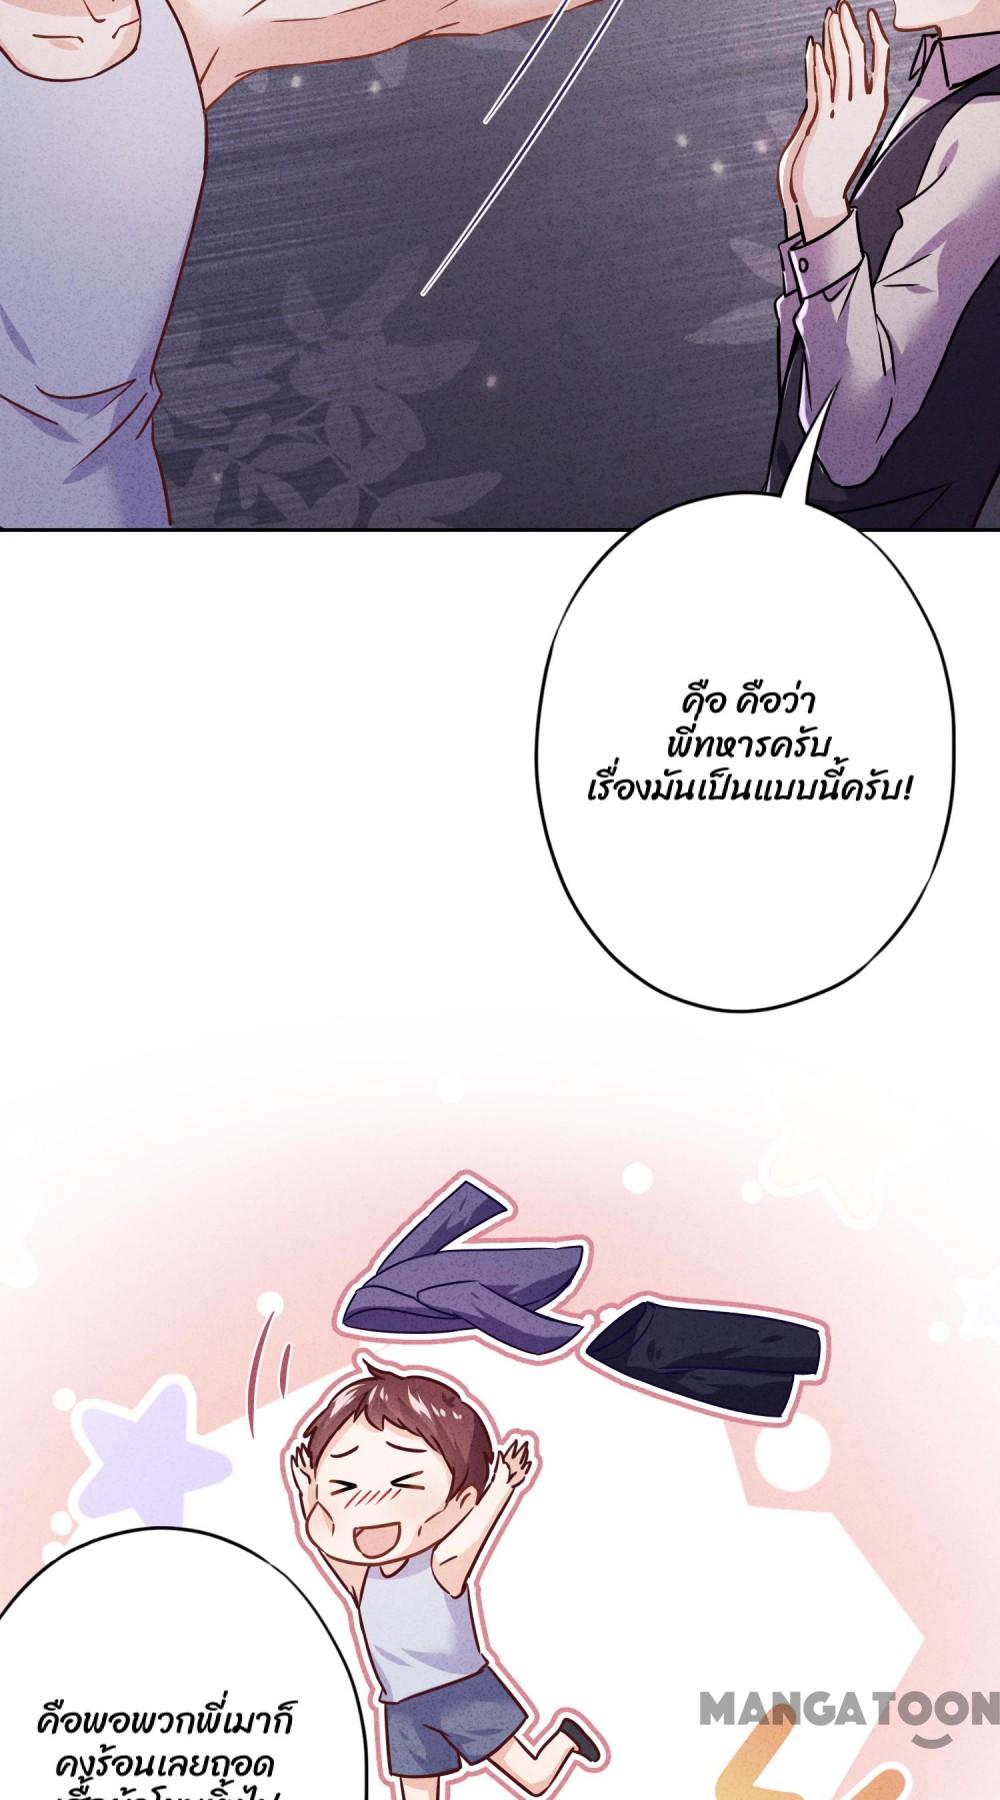 คือ คือว่า
พี่ทหารครับ
เรื่องมันเป็นแบบนี้ครับ!
คือพอพวกพี่เมาก็
คงร้อนเลยถอด
MANGATOON